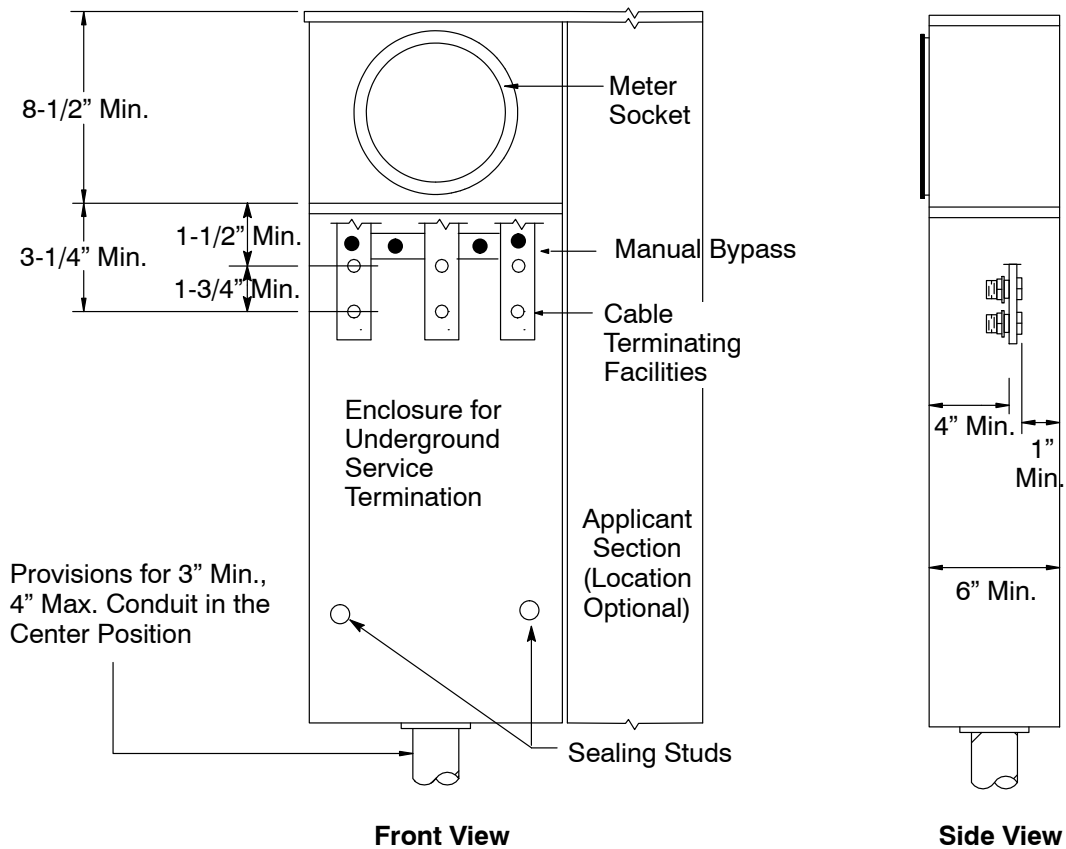 8-1/2” Min.
Meter
Socket
3-1/4” Min.
1-1/2” Min.
1-3/4” Min.
Manual Bypass
Cable
Terminating
Facilities
Enclosure for
Underground
Service
Termination
Applicant
Section
(Location
Optional)
Provisions for 3” Min.,
4” Max. Conduit in the
Center Position
Sealing Studs
Front View
4” Min.
1”
Min.
6” Min.
Side View